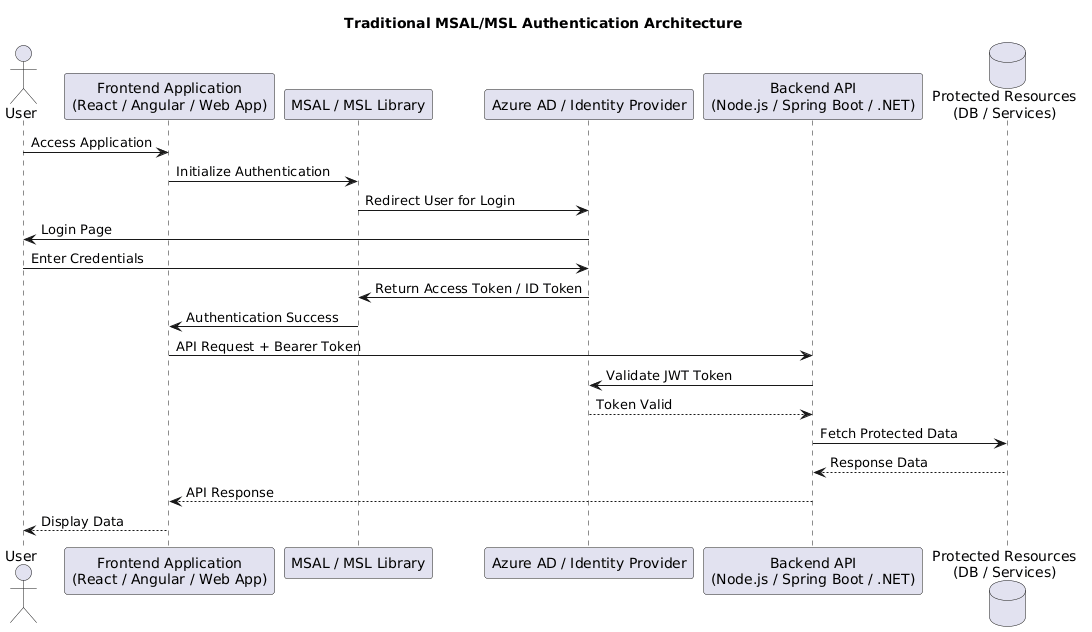 Traditional MSAL/MSL Authentication Architecture
User
Frontend Application
(React / Angular / Web App)
MSAL / MSL Library
Azure AD / Identity Provider
Backend API
(Node.js / Spring Boot / .NET)
Protected Resources
(DB / Services)
Access Application
Initialize Authentication
Redirect User for Login
Login Page
Enter Credentials
Return Access Token / ID Token
Authentication Success
API Request + Bearer Token
Validate JWT Token
Token Valid
Fetch Protected Data
Response Data
API Response
Display Data
User
Frontend Application
(React / Angular / Web App)
MSAL / MSL Library
Azure AD / Identity Provider
Backend API
(Node.js / Spring Boot / .NET)
Protected Resources
(DB / Services)